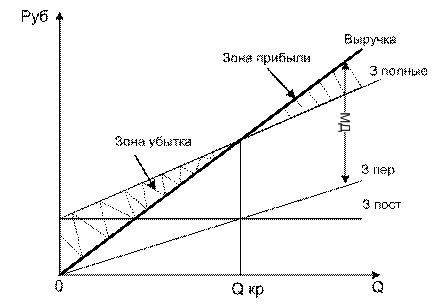 Руб
Выручка
Зона прибыли
З полные
МД
Зона убытка
З пер
З пост
0
Q кр
Q